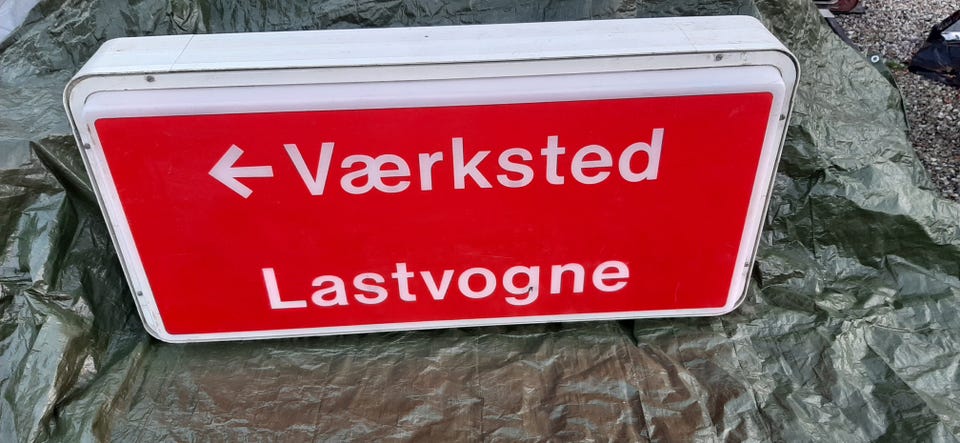 ← Værksted
Lastvogne